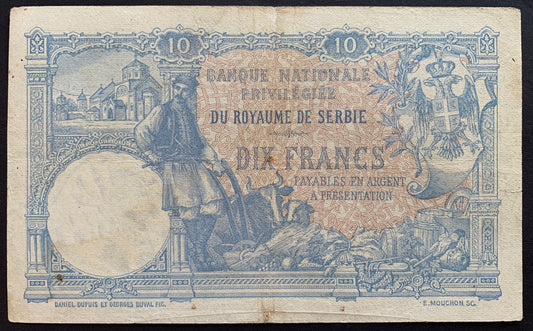 10 10
BANQUE NATIONALE
PRIVILÉGIÉE
DU ROYAUME DE SERBIE
DIX FRANCS
PAYABLES EN ARGENT
A PRÉSENTATION
DANIEL DUPUIS ET GEORGES DUVAL FIC. E. MOUCHON, SC.